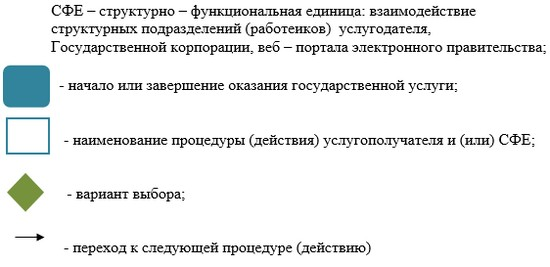 СФЕ – структурно – функциональная единица: взаимодействие
структурных подразделений (работеиков) услугодателя,
Государственной корпорации, веб – портала электронного правительства;
- начало или завершение оказания государственной услуги;
- наименование процедуры (действия) услугополучателя и (или) СФЕ;
- вариант выбора;
- переход к следующей процедуре (действию)